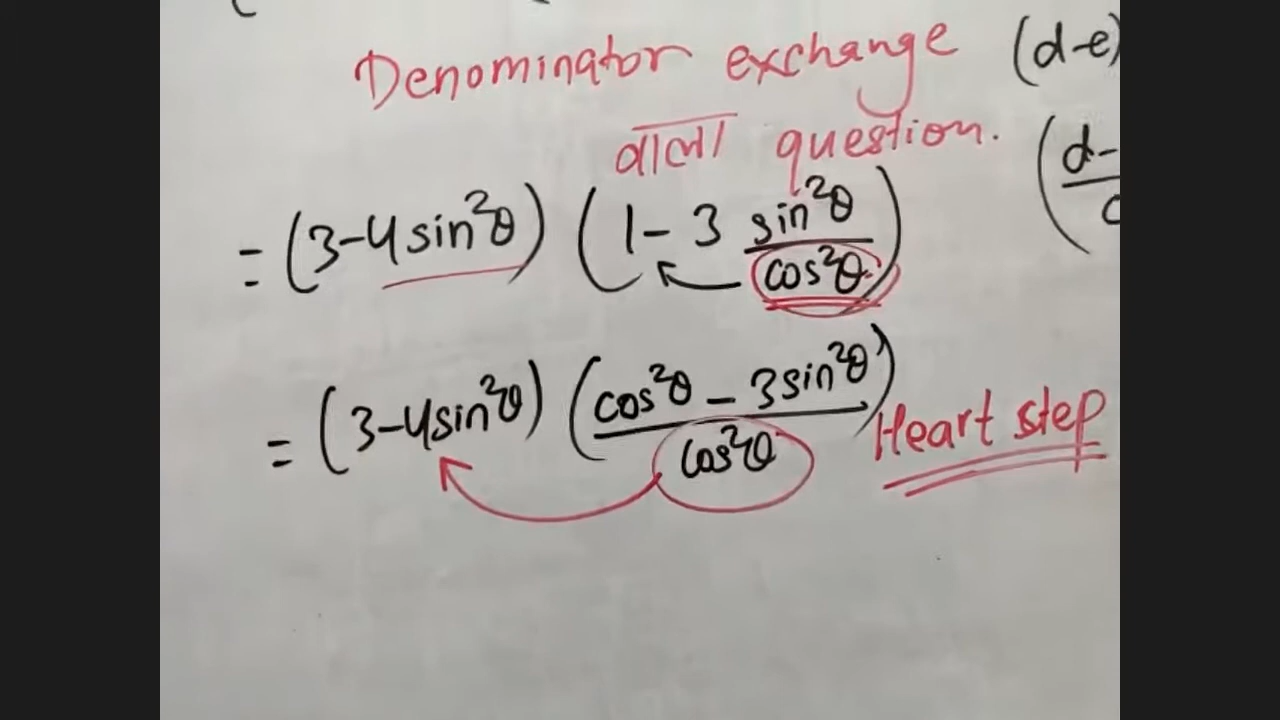 Denominator exchange (d-e)
वाला question.
= (3-4sin²θ) (1 - 3 sin²θ/cos²θ) (d-
= (3-4sin²θ) (cos²θ - 3sin²θ/cos²θ) Heart step